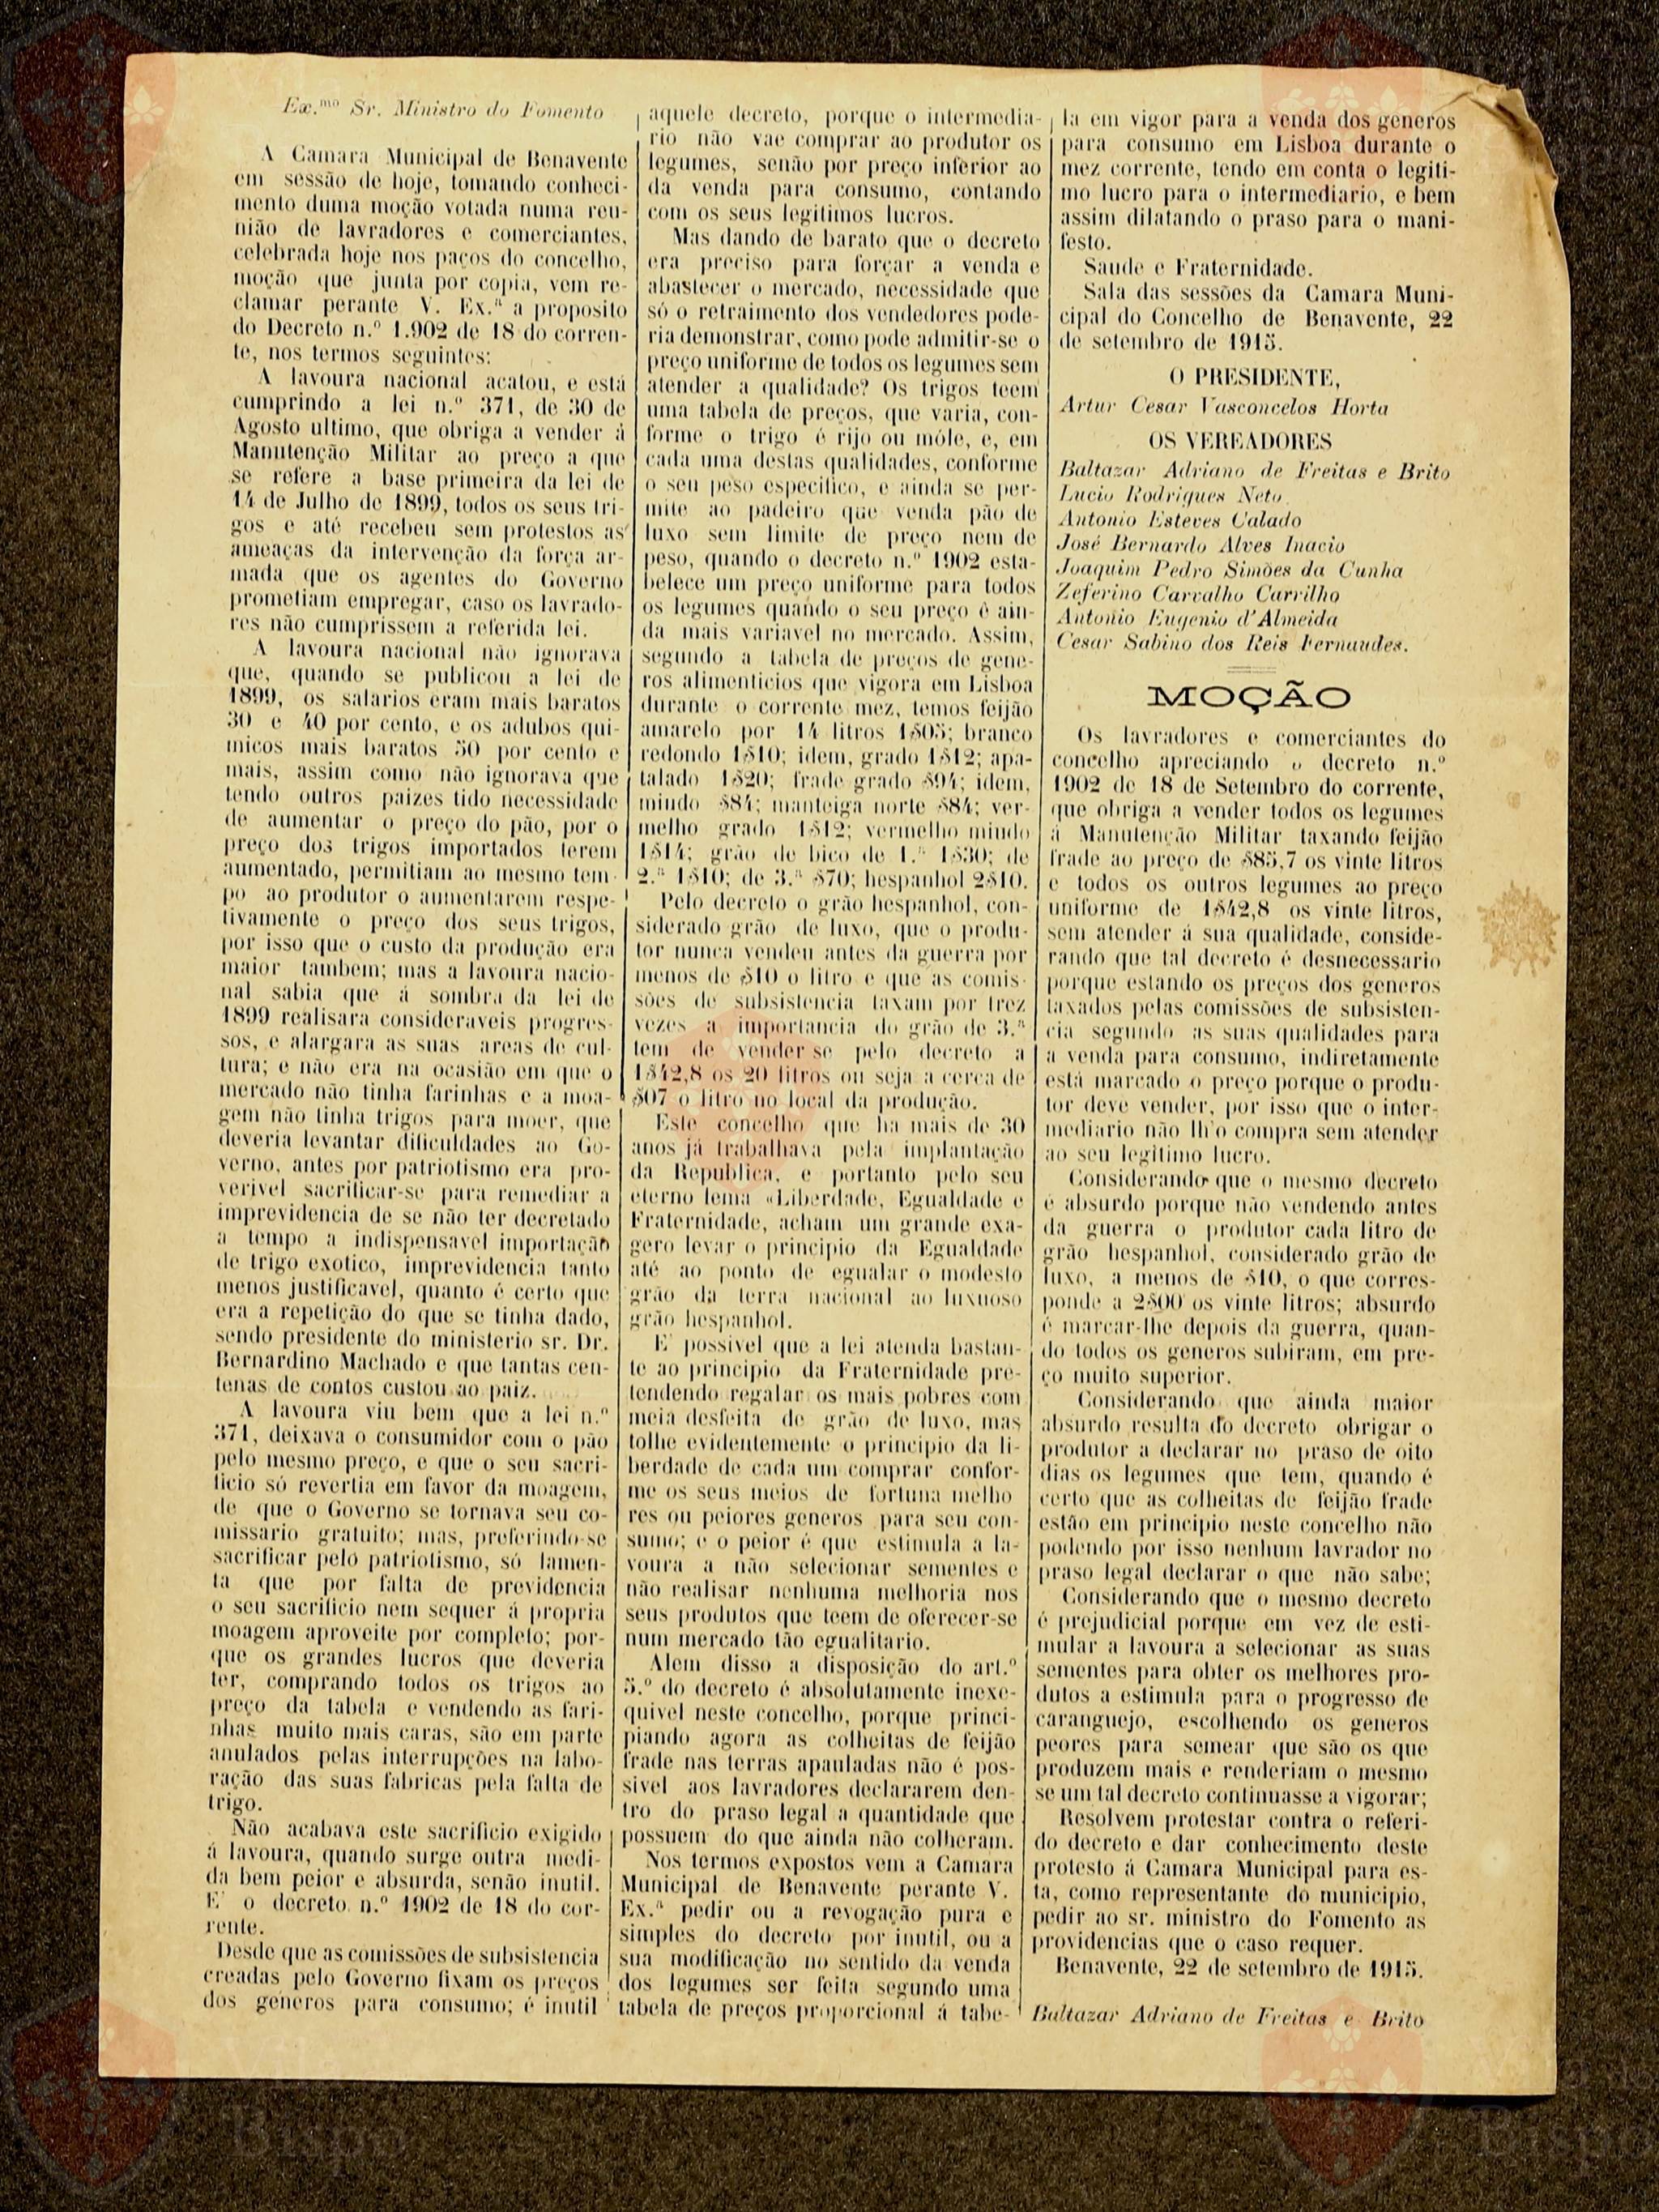 Ex.mo Sr. Ministro do Fomento
A Camara Municipal de Benavente
em sessão de hoje, tomando conheci-
mento duma moção votada numa reu-
nião de lavradores e comerciantes,
celebrada hoje nos paços do concelho,
moção que junta por copia, vem re-
clamar perante V. Ex.ª a proposito
do Decreto n.º 1.902 de 18 do corren-
te, nos termos seguintes:
A lavoura nacional acatou, e está
cumprindo a lei n.º 371, de 30 de
Agosto ultimo, que obriga a vender á
Manutenção Militar ao preço a que
se refere a base primeira da lei de
14 de Julho de 1899, todos os seus tri-
gos e até recebeu sem protestos as
ameaças da intervenção da força ar-
mada que os agentes do Governo
prometiam empregar, caso os lavrado-
res não cumprissem a referida lei.
A lavoura nacional não ignorava
que, quando se publicou a lei de
1899, os salarios eram mais baratos
30 e 40 por cento, e os adubos qui-
micos mais baratos 50 por cento e
mais, assim como não ignorava que
tendo outros paizes tido necessidade
de aumentar o preço do pão, por o
preço dos trigos importados terem
aumentado, permitiam ao mesmo tem-
po ao produtor o aumentarem respe-
tivamente o preço dos seus trigos,
por isso que o custo da produção era
maior tambem; mas a lavoura nacio-
nal sabia que á sombra da lei de
1899 realisara consideraveis progres-
sos, e alargara as suas areas de cul-
tura; e não era na ocasião em que o
mercado não tinha farinhas e a moa-
gem não tinha trigos para moer, que
deveria levantar dificuldades ao Go-
verno, antes por patriotismo era pro-
verivel sacrificar-se para remediar a
imprevidencia de se não ter decretado
a tempo a indispensavel importação
de trigo exotico, imprevidencia tanto
menos justificavel, quanto é certo que
era a repetição do que se tinha dado,
sendo presidente do ministerio sr. Dr.
Bernardino Machado e que tantas cen-
tenas de contos custou ao paiz.
A lavoura viu bem que a lei n.º
371, deixava o consumidor com o pão
pelo mesmo preço, e que o seu sacri-
ficio só revertia em favor da moagem,
de que o Governo se tornava seu co-
missario gratuito; mas, preferindo-se
sacrificar pelo patriotismo, só lamen-
ta que por falta de previdencia
o seu sacrificio nem sequer á propria
moagem aproveite por completo; por-
que os grandes lucros que deveria
ter, comprando todos os trigos ao
preço da tabela e vendendo as fari-
nhas muito mais caras, são em parte
anulados pelas interrupções na labo-
ração das suas fabricas pela falta de
trigo.
Não acabava este sacrificio exigido
á lavoura, quando surge outra medi-
da bem peior e absurda, senão inutil.
E' o decreto n.º 1902 de 18 do cor-
rente.
Desde que as comissões de subsistencia
creadas pelo Governo fixam os preços
dos generos para consumo; é inutil
aquele decreto, porque o intermedia-
rio não vae comprar ao produtor os
legumes, senão por preço inferior ao
da venda para consumo, contando
com os seus legitimos lucros.
Mas dando de barato que o decreto
era preciso para forçar a venda e
abastecer o mercado, necessidade que
só o retraimento dos vendedores pode-
ria demonstrar, como pode admitir-se o
preço uniforme de todos os legumes sem
atender a qualidade? Os trigos teem
uma tabela de preços, que varia, con-
forme o trigo é rijo ou móle, e, em
cada uma destas qualidades, conforme
o seu peso especifico, e ainda se per-
mite ao padeiro que venda pão de
luxo sem limite de preço nem de
peso, quando o decreto n.º 1902 esta-
belece um preço uniforme para todos
os legumes quando o seu preço é ain-
da mais variavel no mercado. Assim,
segundo a tabela de preços de gene-
ros alimenticios que vigora em Lisboa
durante o corrente mez, temos feijão
amarelo por 14 litros 1$05; branco
redondo 1$10; idem, grado 1$12; apa-
talado 1$20; frade grado $94; idem,
miudo $84; manteiga norte $84; ver-
melho grado 1$12; vermelho miudo
1$14; grão de bico de 1.ª 1$30; de
2.ª 1$10; de 3.ª $70; hespanhol 2$10.
Pelo decreto o grão hespanhol, con-
siderado grão de luxo, que o produ-
tor nunca vendeu antes da guerra por
menos de $10 o litro e que as comis-
sões de subsistencia taxam por trez
vezes a importancia do grão de 3.ª
tem de vender se pelo decreto a
1$42,8 os 20 litros ou seja a cerca de
$07 o litro no local da produção.
Este concelho que ha mais de 30
anos já trabalhava pela implantação
da Republica, e portanto pelo seu
eterno lema «Liberdade, Egualdade e
Fraternidade, acham um grande exa-
gero levar o principio da Egualdade
até ao ponto de egualar o modesto
grão da terra nacional ao luxuoso
grão hespanhol.
E' possivel que a lei atenda bastan-
te ao principio da Fraternidade pre-
tendendo regalar os mais pobres com
meia desfeita de grão de luxo, mas
tolhe evidentemente o principio da li-
berdade de cada um comprar confor-
me os seus meios de fortuna melho
res ou peiores generos para seu con-
sumo; e o peior é que estimula a la-
voura a não selecionar sementes e
não realisar nenhuma melhoria nos
seus produtos que teem de oferecer-se
num mercado tão egualitario.
Alem disso a disposição do art.º
5.º do decreto é absolutamente inexe-
quivel neste concelho, porque princi-
piando agora as colheitas de feijão
frade nas terras apauladas não é pos-
sivel aos lavradores declararem den-
tro do praso legal a quantidade que
possuem do que ainda não colheram.
Nos termos expostos vem a Camara
Municipal de Benavente perante V.
Ex.ª pedir ou a revogação pura e
simples do decreto por inutil, ou a
sua modificação no sentido da venda
dos legumes ser feita segundo uma
tabela de preços proporcional á tabe-
la em vigor para a venda dos generos
para consumo em Lisboa durante o
mez corrente, tendo em conta o legiti-
mo lucro para o intermediario, e bem
assim dilatando o praso para o mani-
festo.
Saude e Fraternidade.
Sala das sessões da Camara Muni-
cipal do Concelho de Benavente, 22
de setembro de 1915.
O PRESIDENTE,
Artur Cesar Vasconcelos Horta
OS VEREADORES
Baltazar Adriano de Freitas e Brito
Lucio Rodrigues Neto
Antonio Esteves Calado
José Bernardo Alves Inacio
Joaquim Pedro Simões da Cunha
Zeferino Carvalho Carrilho
Antonio Eugenio d'Almeida
Cesar Sabino dos Reis Fernandes.
MOÇÃO
Os lavradores e comerciantes do
concelho apreciando o decreto n.º
1902 de 18 de Setembro do corrente,
que obriga a vender todos os legumes
á Manutenção Militar taxando feijão
frade ao preço de $85,7 os vinte litros
e todos os outros legumes ao preço
uniforme de 1$42,8 os vinte litros,
sem atender á sua qualidade, conside-
rando que tal decreto é desnecessario
porque estando os preços dos generos
taxados pelas comissões de subsisten-
cia segundo as suas qualidades para
a venda para consumo, indiretamente
está marcado o preço porque o produ-
tor deve vender, por isso que o inter-
mediario não lh'o compra sem atender
ao seu legitimo lucro.
Considerando que o mesmo decreto
é absurdo porque não vendendo antes
da guerra o produtor cada litro de
grão hespanhol, considerado grão de
luxo, a menos de $10, o que corres-
ponde a 2$00 os vinte litros; absurdo
é marcar-lhe depois da guerra, quan-
do todos os generos subiram, em pre-
ço muito superior.
Considerando que ainda maior
absurdo resulta do decreto obrigar o
produtor a declarar no praso de oito
dias os legumes que tem, quando é
certo que as colheitas de feijão frade
estão em principio neste concelho não
podendo por isso nenhum lavrador no
praso legal declarar o que não sabe;
Considerando que o mesmo decreto
é prejudicial porque em vez de esti-
mular a lavoura a selecionar as suas
sementes para obter os melhores pro-
dutos a estimula para o progresso de
caranguejo, escolhendo os generos
peores para semear que são os que
produzem mais e renderiam o mesmo
se um tal decreto continuasse a vigorar;
Resolvem protestar contra o referi-
do decreto e dar conhecimento deste
protesto á Camara Municipal para es-
ta, como representante do municipio,
pedir ao sr. ministro do Fomento as
providencias que o caso requer.
Benavente, 22 de setembro de 1915.
Baltazar Adriano de Freitas e Brito
Bispo